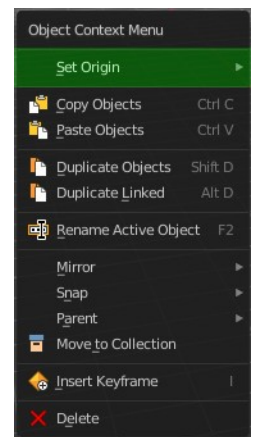 Object Context Menu
Set Origin
Copy Objects Ctrl C
Paste Objects Ctrl V
Duplicate Objects Shift D
Duplicate Linked Alt D
Rename Active Object F2
Mirror
Snap
Parent
Move to Collection
Insert Keyframe I
Delete